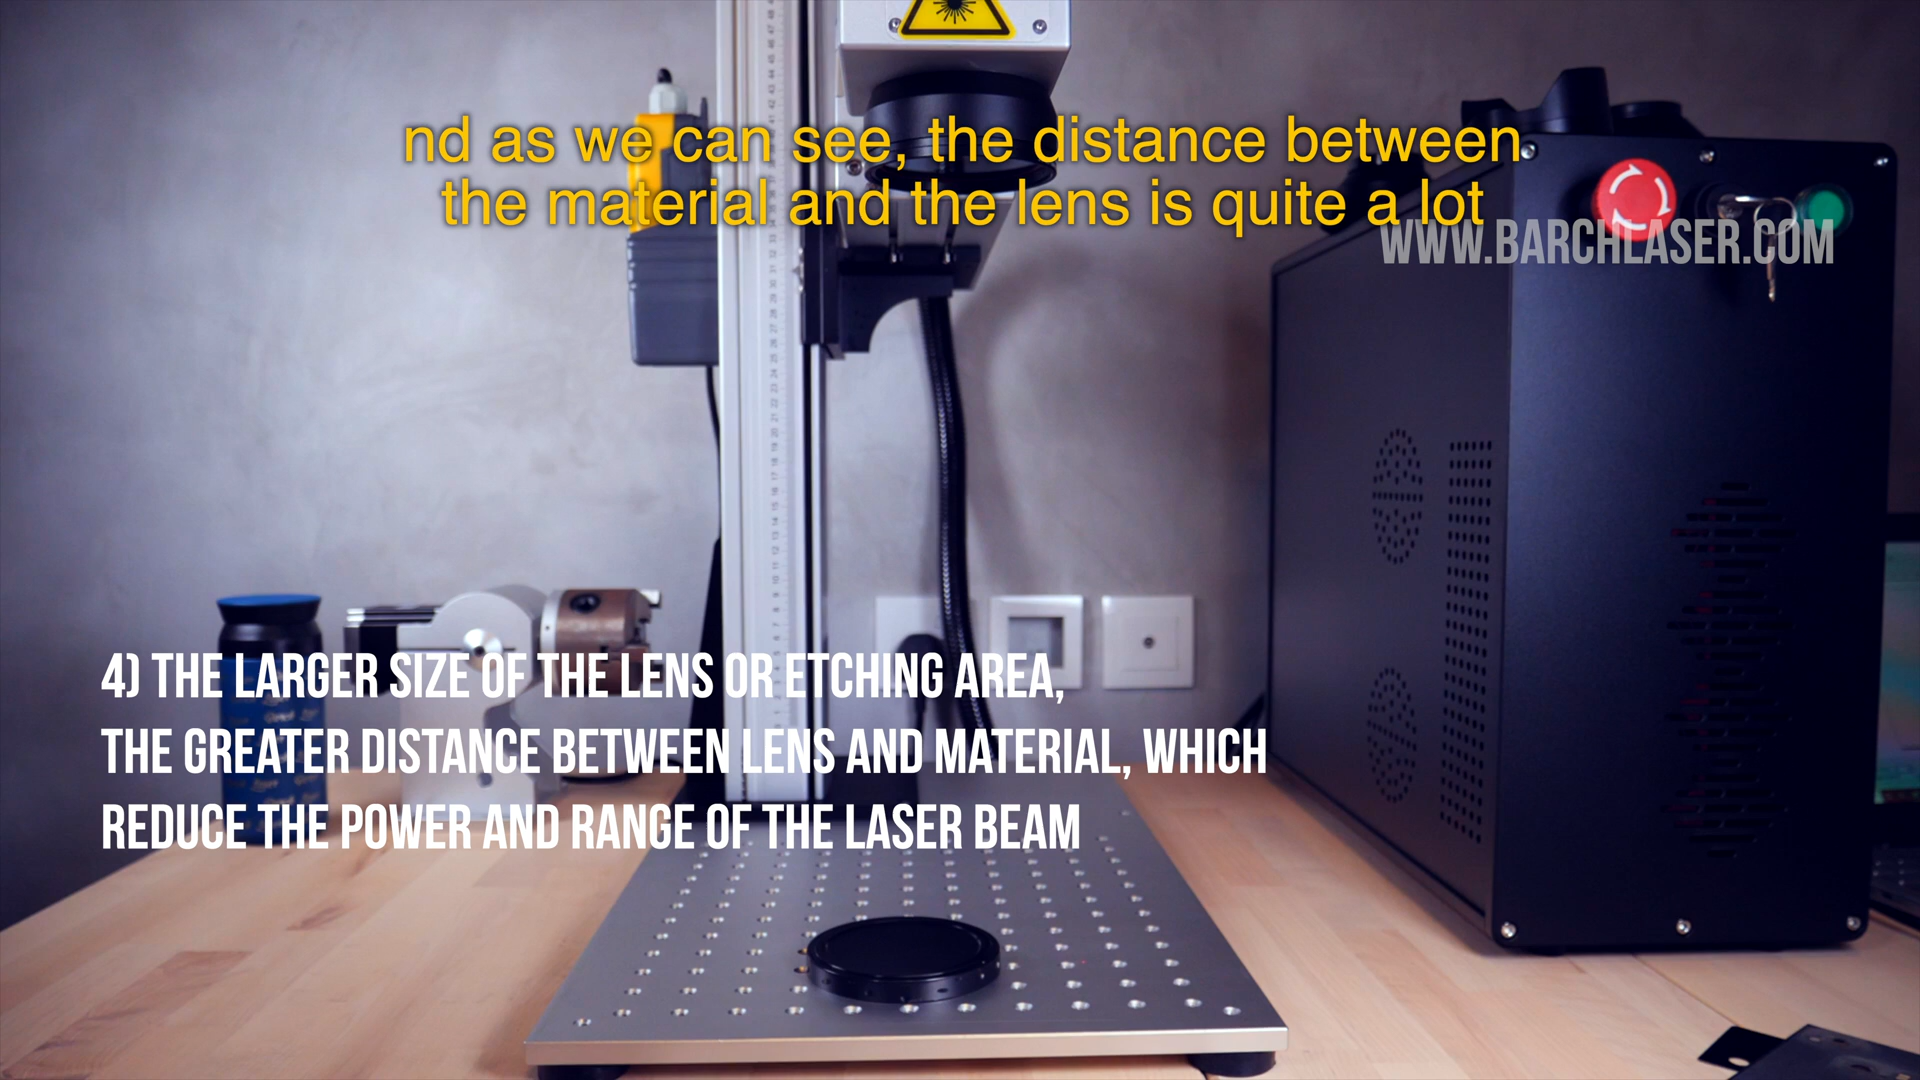 nd as we can see, the distance between
the material and the lens is quite a lot
WWW.BARCHLASER.COM
4) THE LARGER SIZE OF THE LENS OR ETCHING AREA,
THE GREATER DISTANCE BETWEEN LENS AND MATERIAL, WHICH
REDUCE THE POWER AND RANGE OF THE LASER BEAM